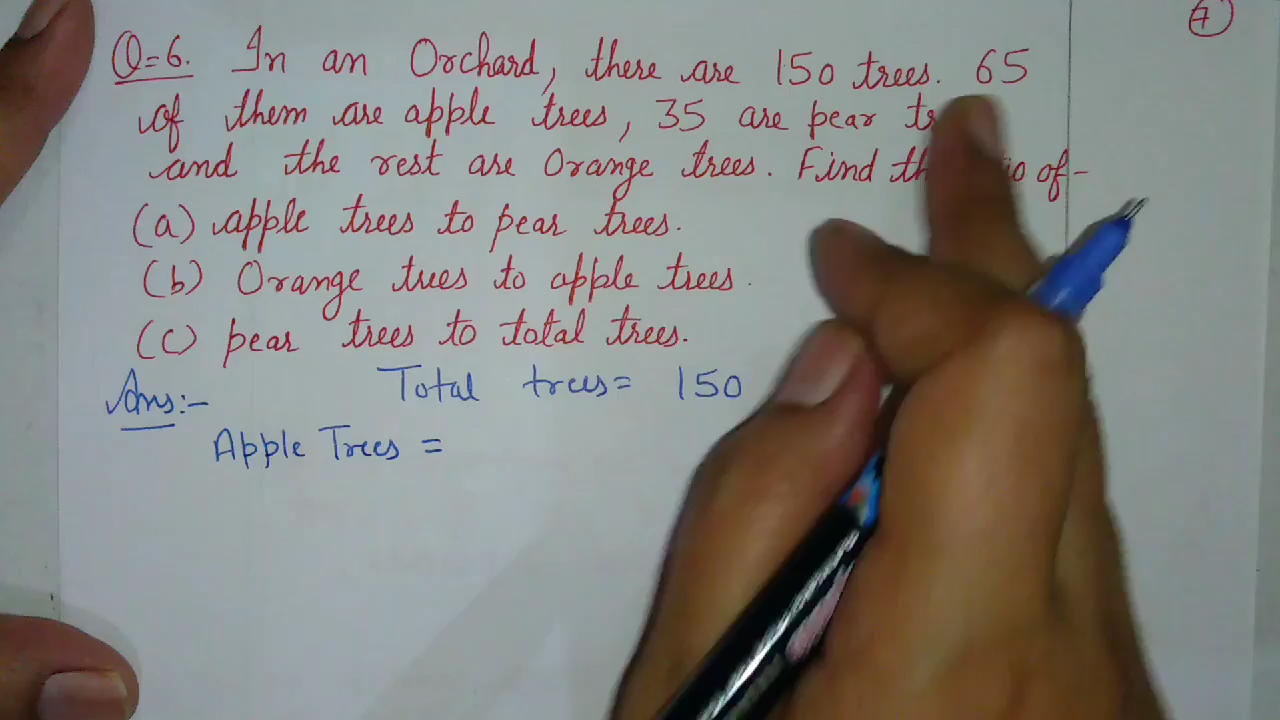 7
Q=6. In an Orchard, there are 150 trees. 65
of them are apple trees, 35 are pear
and the rest are Orange trees. Find of-
(a) apple trees to pear trees.
(b) Orange trees to apple trees.
(c) pear trees to total trees.
Ans:- Total trees= 150
Apple Trees =